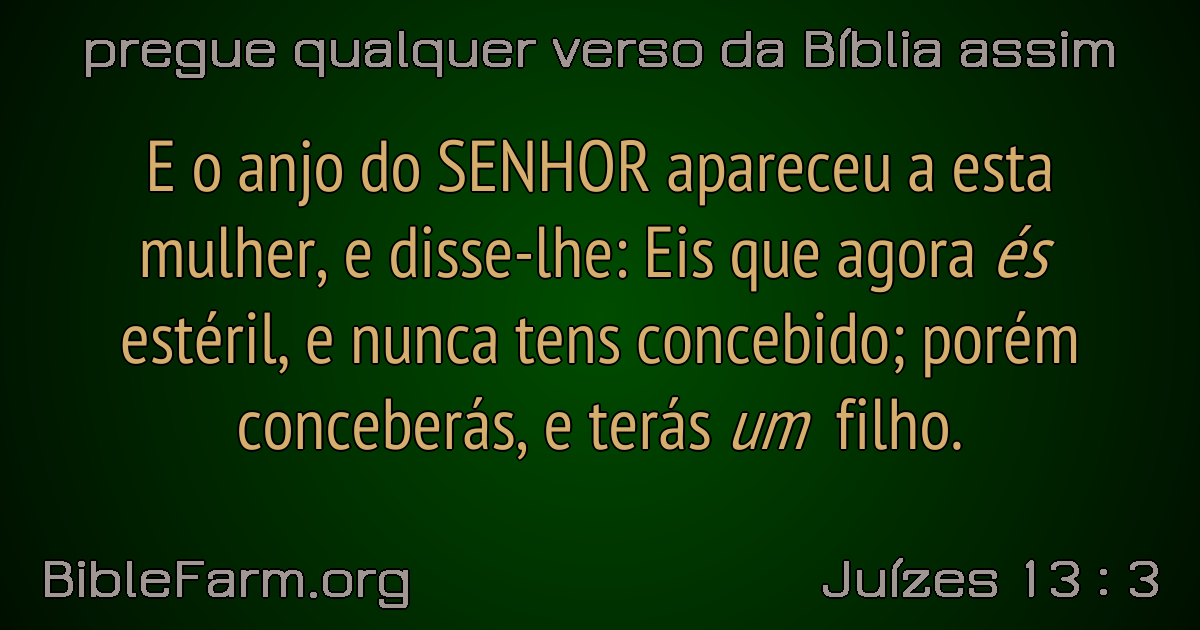 pregue qualquer verso da Bíblia assim
E o anjo do SENHOR apareceu a esta
mulher, e disse-lhe: Eis que agora és
estéril, e nunca tens concebido; porém
conceberás, e terás um filho.
BibleFarm.org
Juízes 13 : 3